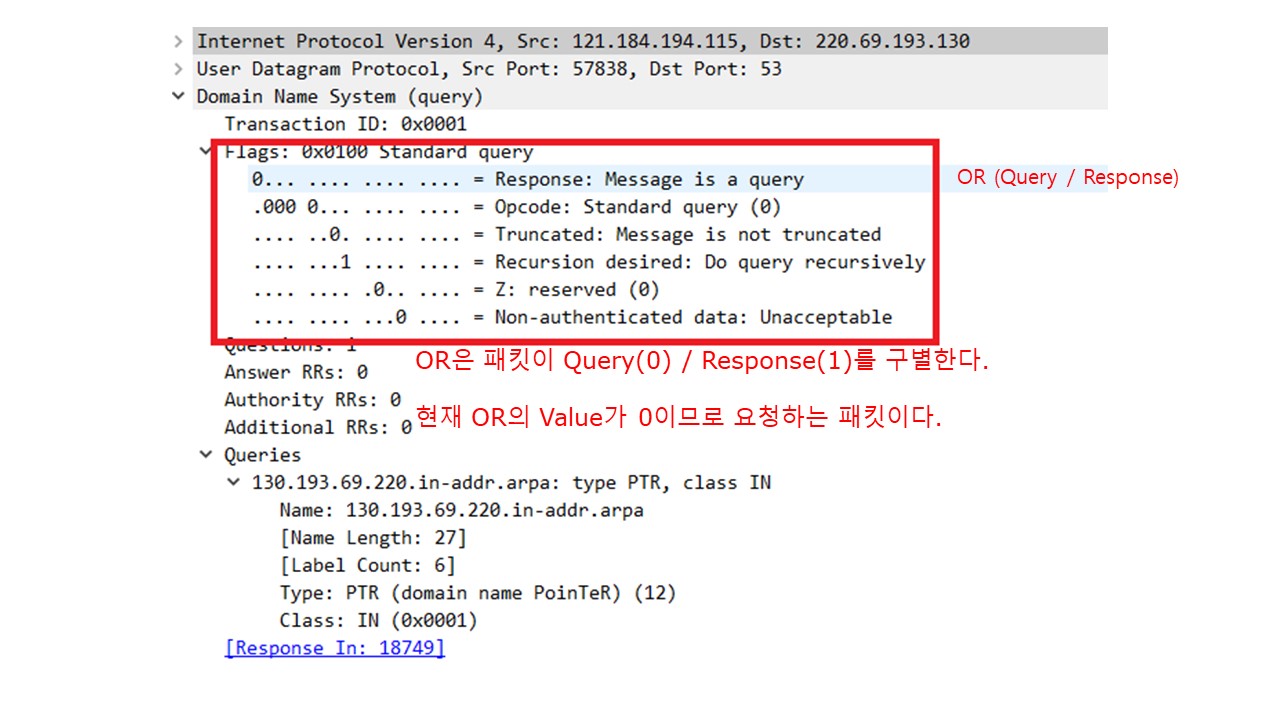 Internet Protocol Version 4, Src: 121.184.194.115, Dst: 220.69.193.130
User Datagram Protocol, Src Port: 57838, Dst Port: 53
Domain Name System (query)
Transaction ID: 0x0001
Flags: 0x0100 Standard query
0... .... .... .... = Response: Message is a query
OR (Query / Response)
.000 0... .... .... = Opcode: Standard query (0)
.... ..0. .... .... = Truncated: Message is not truncated
.... ...1 .... .... = Recursion desired: Do query recursively
.... .... .0.. .... = Z: reserved (0)
.... .... ...0 .... = Non-authenticated data: Unacceptable
Questions: 1
OR은 패킷이 Query(0) / Response(1)를 구별한다.
Answer RRs: 0
Authority RRs: 0
현재 OR의 Value가 0이므로 요청하는 패킷이다.
Additional RRs: 0
Queries
130.193.69.220.in-addr.arpa: type PTR, class IN
Name: 130.193.69.220.in-addr.arpa
[Name Length: 27]
[Label Count: 6]
Type: PTR (domain name PoinTeR) (12)
Class: IN (0x0001)
[Response In: 18749]